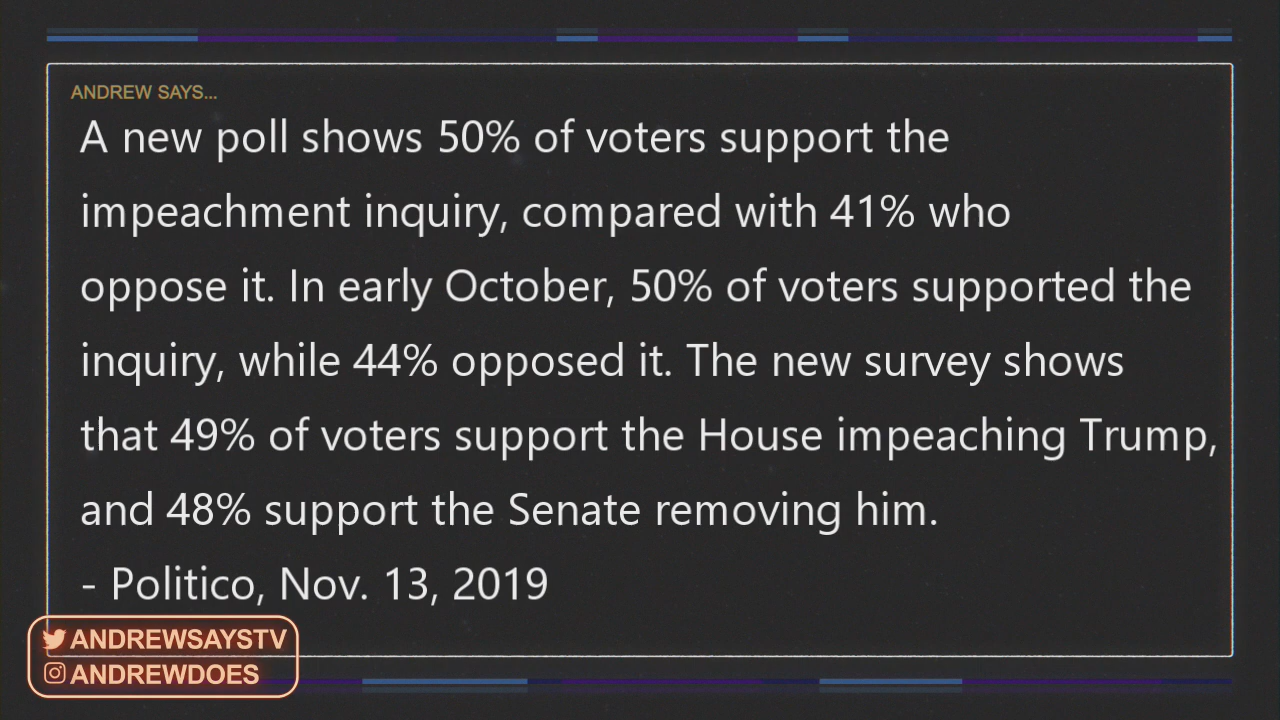 ANDREW SAYS...
A new poll shows 50% of voters support the
impeachment inquiry, compared with 41% who
oppose it. In early October, 50% of voters supported the
inquiry, while 44% opposed it. The new survey shows
that 49% of voters support the House impeaching Trump,
and 48% support the Senate removing him.
- Politico, Nov. 13, 2019
ANDREWSAYSTV
ANDREWDOES